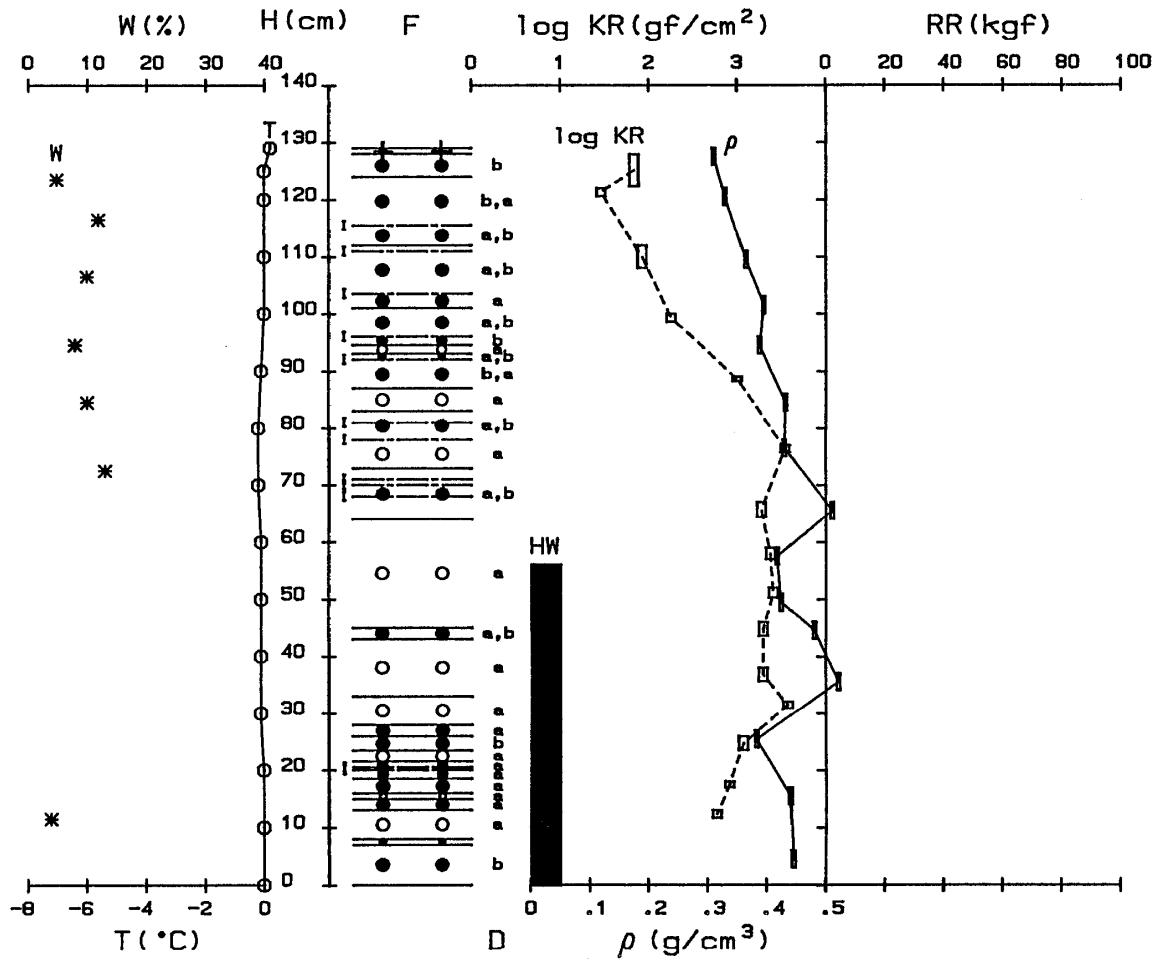 W(%) H(cm) F log KR(gf/cm²) RR(kgf)
0 10 20 30 40 0 1 2 3 0 20 40 60 80 100
140
T
130
log KR ρ
W
b
120
b,a
a,b
110
a,b
a
100
a,b
b
a,b
90
b,a
a
80
a,b
a
70
a,b
60
HW
a
50
a,b
40
a
30
a
a
b
20
a
10
a
b
0
-8 -6 -4 -2 0 0 .1 .3 .4 .5
T(°C) D ρ (g/cm³)